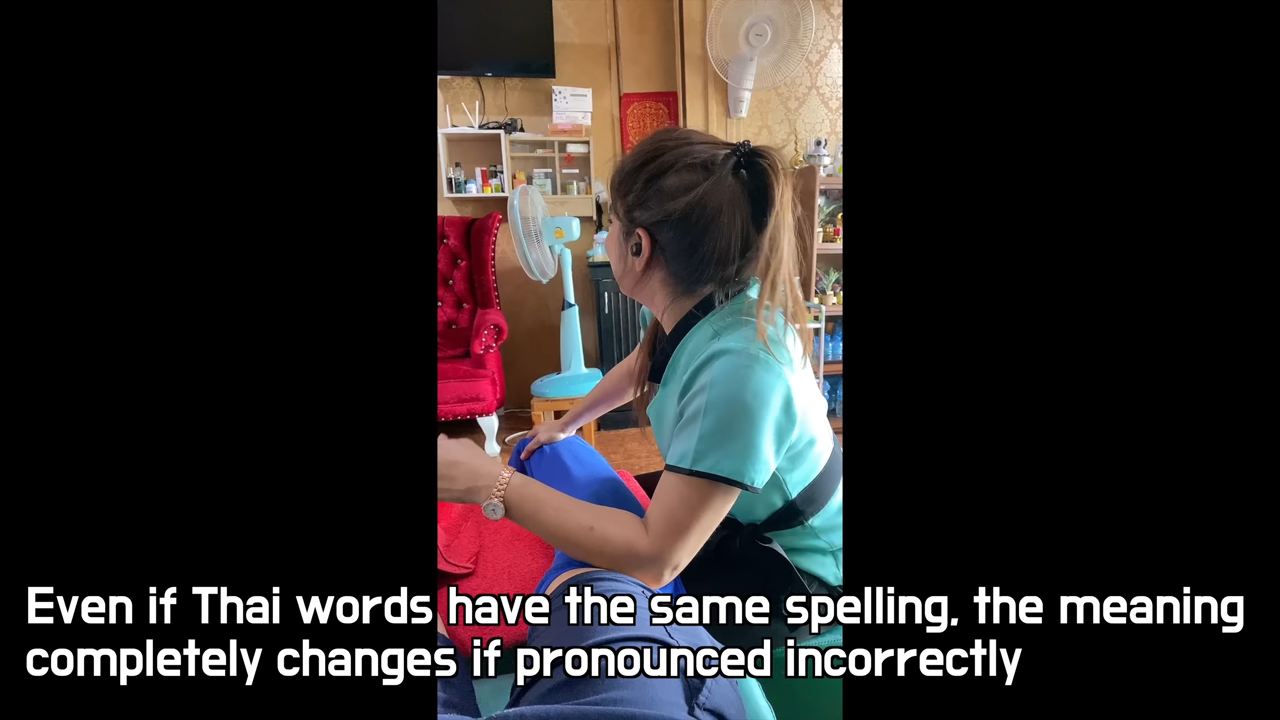 Even if Thai words have the same spelling, the meaning
completely changes if pronounced incorrectly